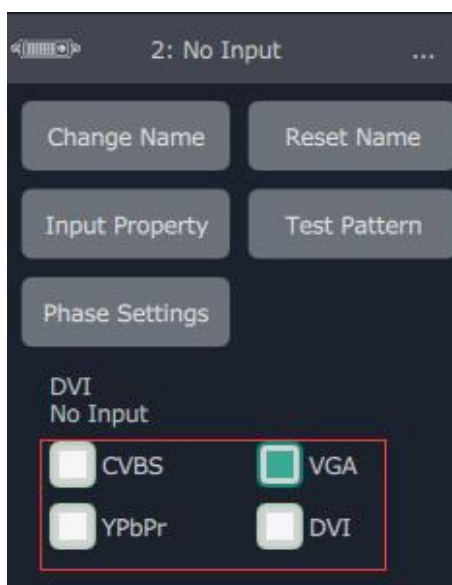 2: No Input ...
Change Name Reset Name
Input Property Test Pattern
Phase Settings
DVI
No Input
CVBS VGA
YPbPr DVI